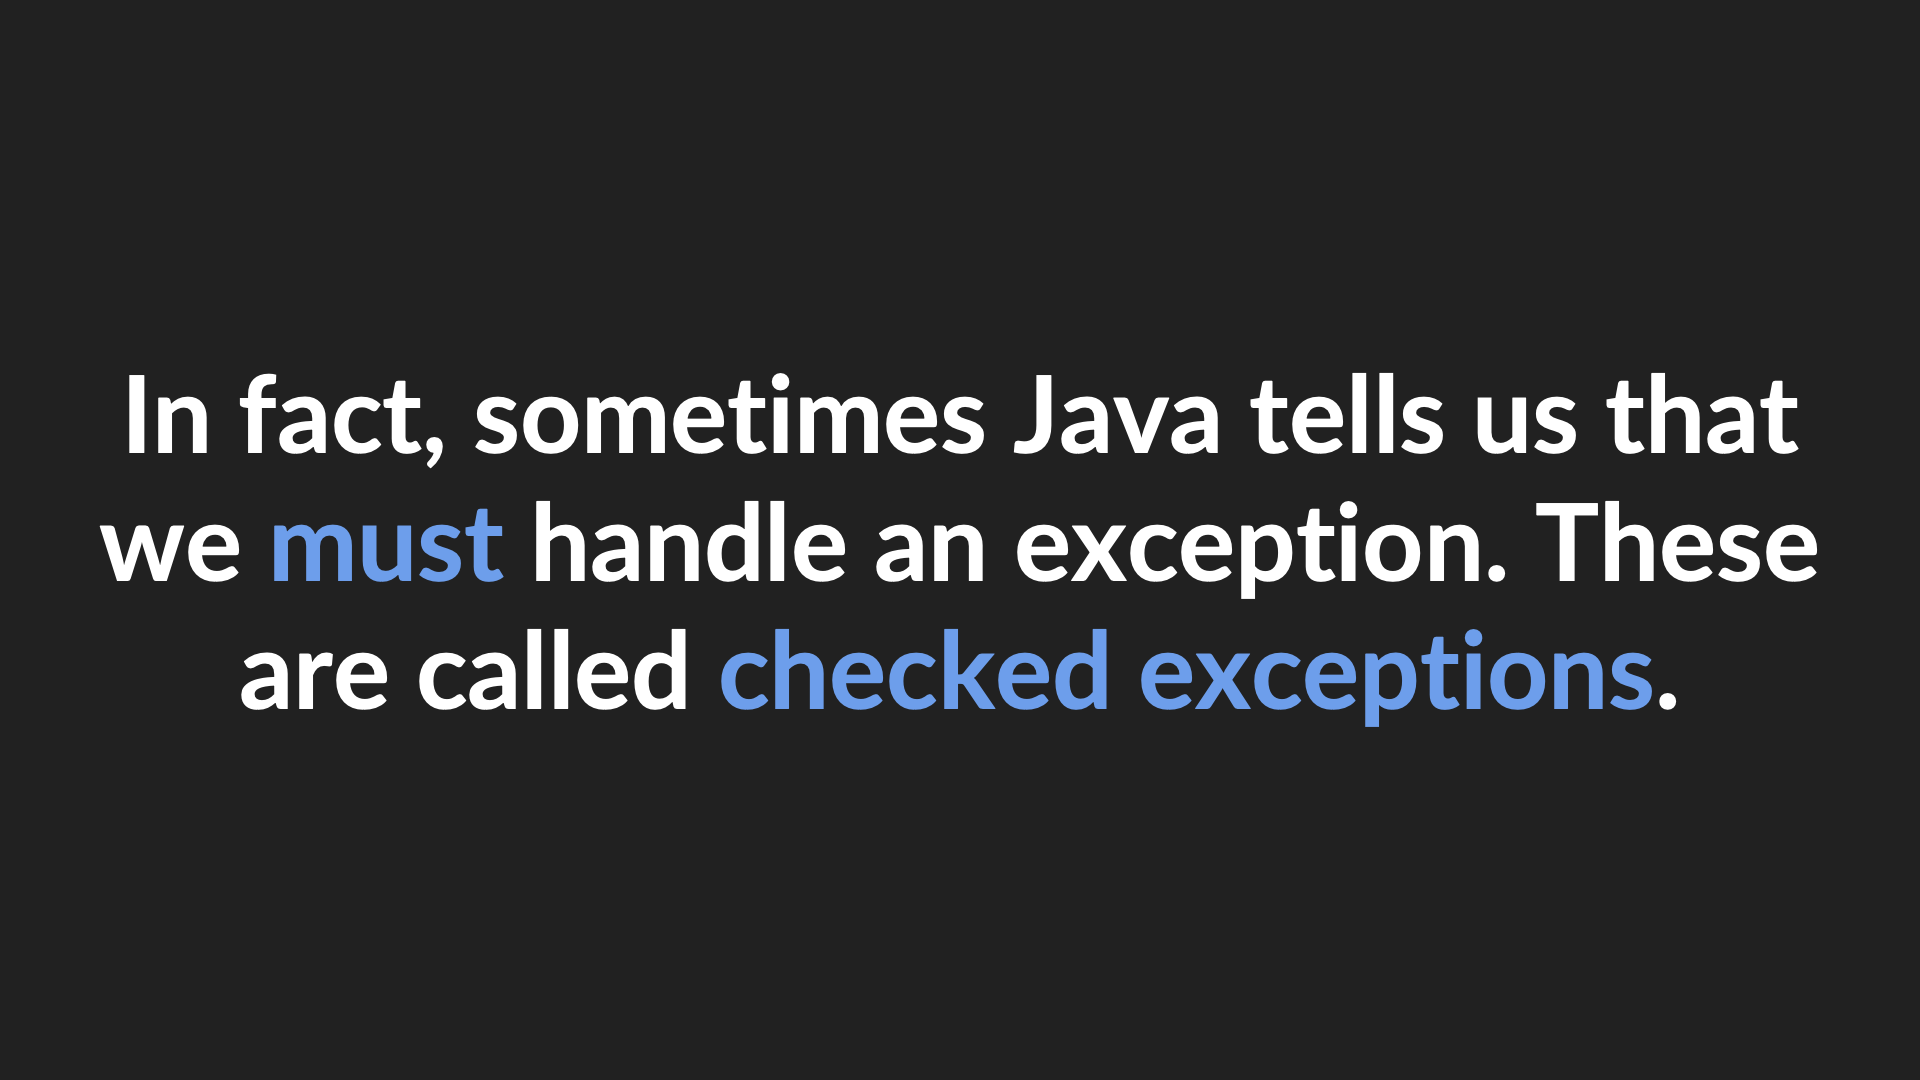 In fact, sometimes Java tells us that
we must handle an exception. These
are called checked exceptions.